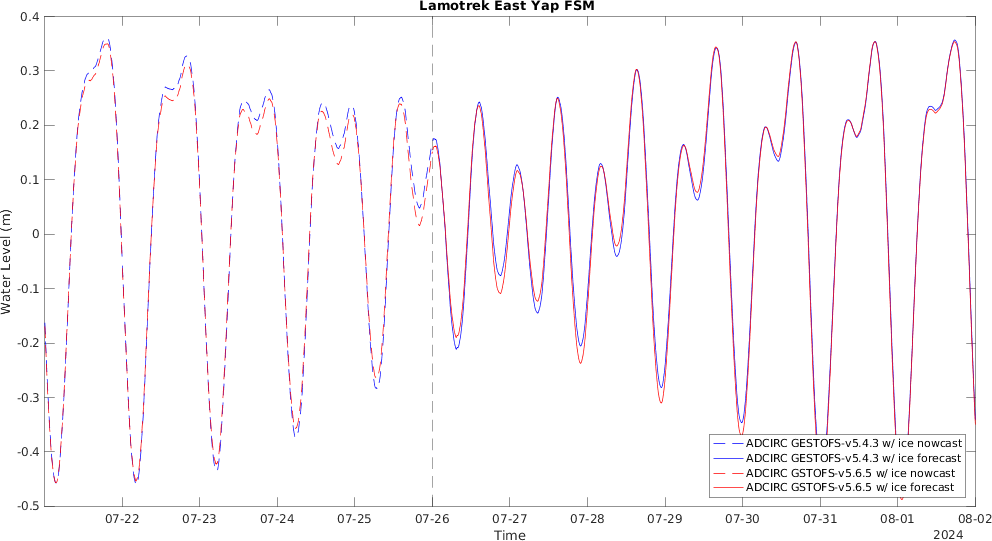 Lamotrek East Yap FSM
0.4
0.3
0.2
0.1
0
-0.1
-0.2
-0.3
-0.4
-0.5
Water Level (m)
ADCIRC GESTOFS-v5.4.3 w/ ice nowcast
ADCIRC GESTOFS-v5.4.3 w/ ice forecast
ADCIRC GSTOFS-v5.6.5 w/ ice nowcast
ADCIRC GSTOFS-v5.6.5 w/ ice forecast
07-22 07-23 07-24 07-25 07-26 07-27 07-28 07-29 07-30 07-31 08-01 08-02
Time
2024